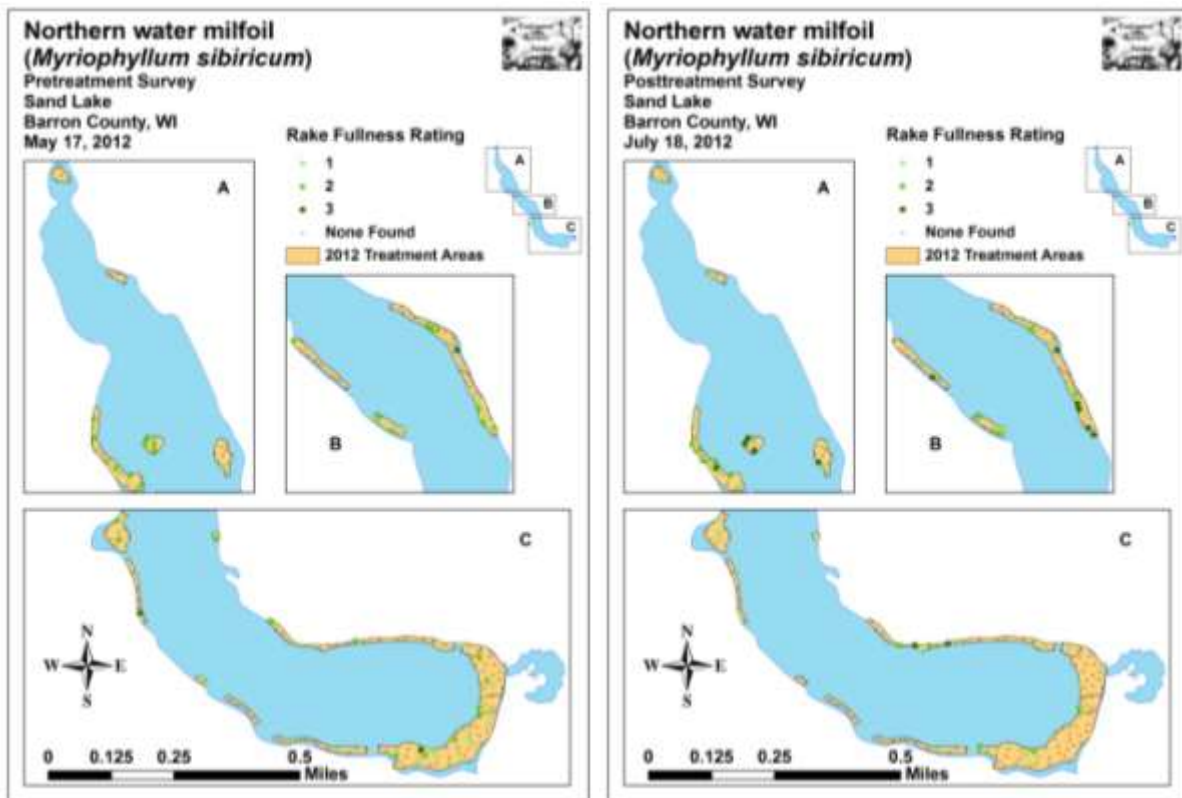 Northern water milfoil
(Myriophyllum sibiricum)
Pretreatment Survey
Sand Lake
Barron County, WI
May 17, 2012
Rake Fullness Rating
1
2
3
None Found
2012 Treatment Areas
A
B
C
A
B
C
N
W E
S
0 0.125 0.25 0.5
Miles
Northern water milfoil
(Myriophyllum sibiricum)
Posttreatment Survey
Sand Lake
Barron County, WI
July 18, 2012
Rake Fullness Rating
1
2
3
None Found
2012 Treatment Areas
A
B
C
A
B
C
N
W E
S
0 0.125 0.25 0.5
Miles